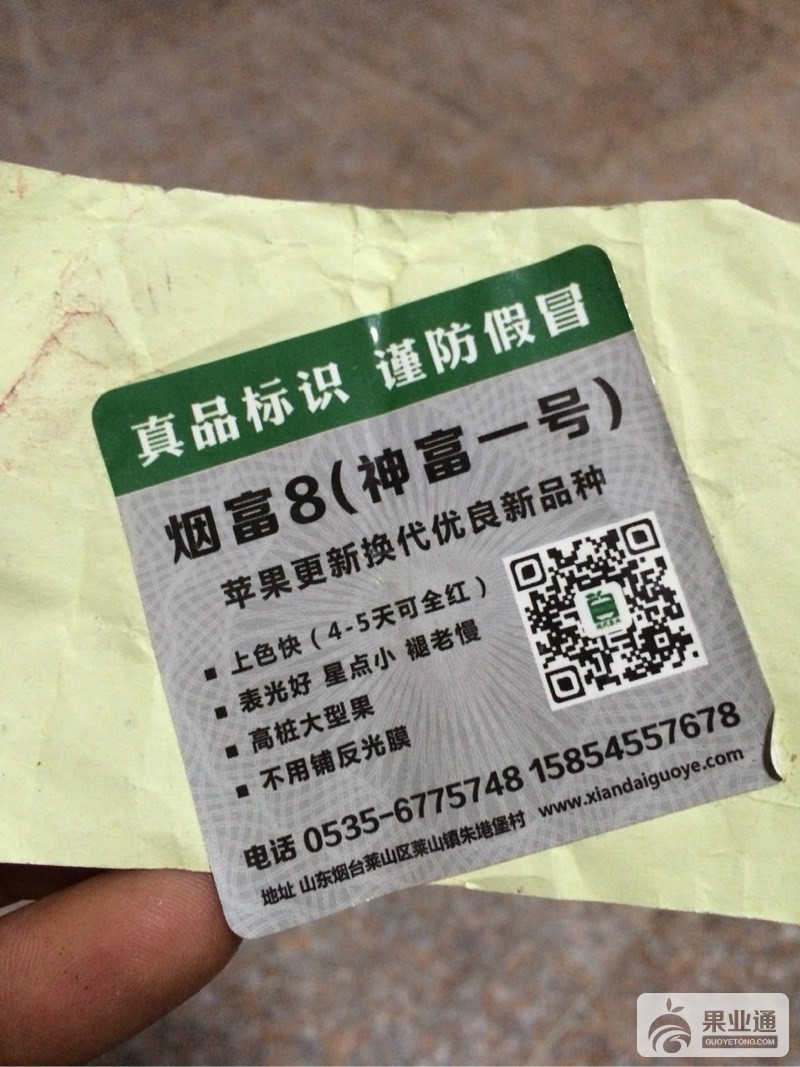 真品标识 谨防假冒
烟富8(神富一号)
苹果更新换代优良新品种
上色快(4-5天可全红)
表光好 星点小 褪老慢
高桩大型果
不用铺反光膜
电话 0535-6775748 15854557678
地址 山东烟台莱山区莱山镇朱塂堡村 www.xiandaiguoye.com
果业通
GUOYETONG.COM